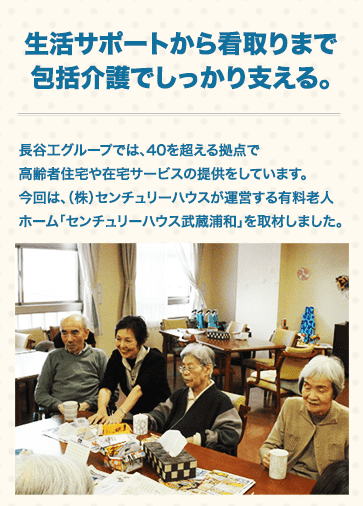 生活サポートから看取りまで
包括介護でしっかり支える。
長谷工グループでは、40を超える拠点で
高齢者住宅や在宅サービスの提供をしています。
今回は、（株）センチュリーハウスが運営する有料老人
ホーム「センチュリーハウス武蔵浦和」を取材しました。